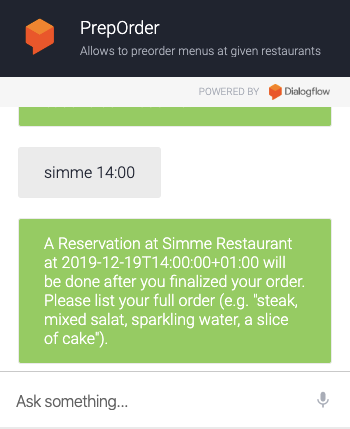 PrepOrder
Allows to preorder menus at given restaurants
POWERED BY Dialogflow
simme 14:00
A Reservation at Simme Restaurant
at 2019-12-19T14:00:00+01:00 will
be done after you finalized your order.
Please list your full order (e.g. "steak,
mixed salat, sparkling water, a slice
of cake").
Ask something...